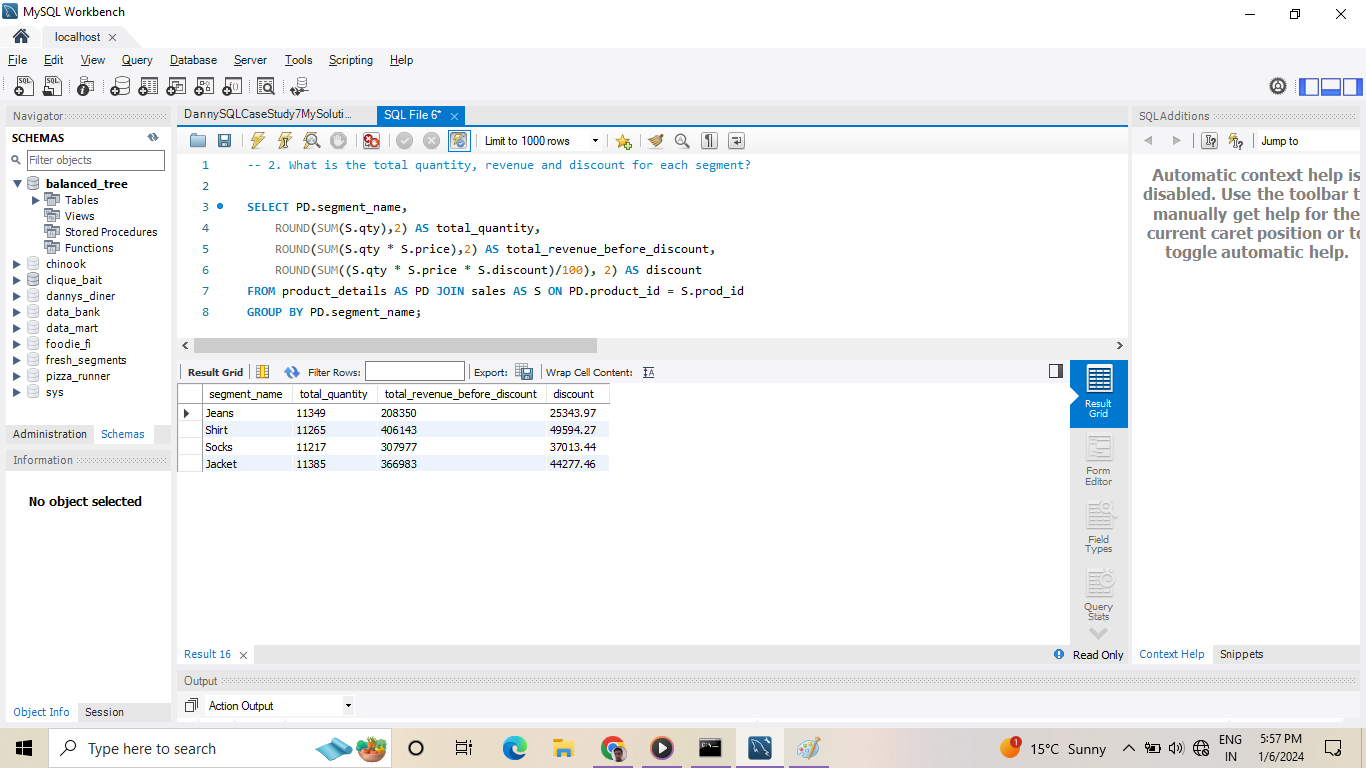 MySQL Workbench
localhost
File Edit View Query Database Server Tools Scripting Help
Navigator
SCHEMAS
Filter objects
balanced_tree
Tables
Views
Stored Procedures
Functions
chinook
clique_bait
dannys_diner
data_bank
data_mart
foodie_fi
fresh_segments
pizza_runner
sys
Administration Schemas
Information
No object selected
Object Info Session
DannySQLCaseStudy7MySoluti... SQL File 6*
Limit to 1000 rows
1 -- 2. What is the total quantity, revenue and discount for each segment?
2
3 SELECT PD.segment_name,
4 ROUND(SUM(S.qty),2) AS total_quantity,
5 ROUND(SUM(S.qty * S.price),2) AS total_revenue_before_discount,
6 ROUND(SUM((S.qty * S.price * S.discount)/100), 2) AS discount
7 FROM product_details AS PD JOIN sales AS S ON PD.product_id = S.prod_id
8 GROUP BY PD.segment_name;
Result Grid Filter Rows: Export: Wrap Cell Content:
segment_name total_quantity total_revenue_before_discount discount
Jeans 11349 208350 25343.97
Shirt 11265 406143 49594.27
Socks 11217 307977 37013.44
Jacket 11385 366983 44277.46
Result
Grid
Form
Editor
Field
Types
Query
Stats
Result 16
Read Only
Output
Action Output
SQLAdditions
Jump to
Automatic context help is
disabled. Use the toolbar t
manually get help for the
current caret position or to
toggle automatic help.
Context Help Snippets
Type here to search
1 15°C Sunny
ENG
IN
5:57 PM
1/6/2024